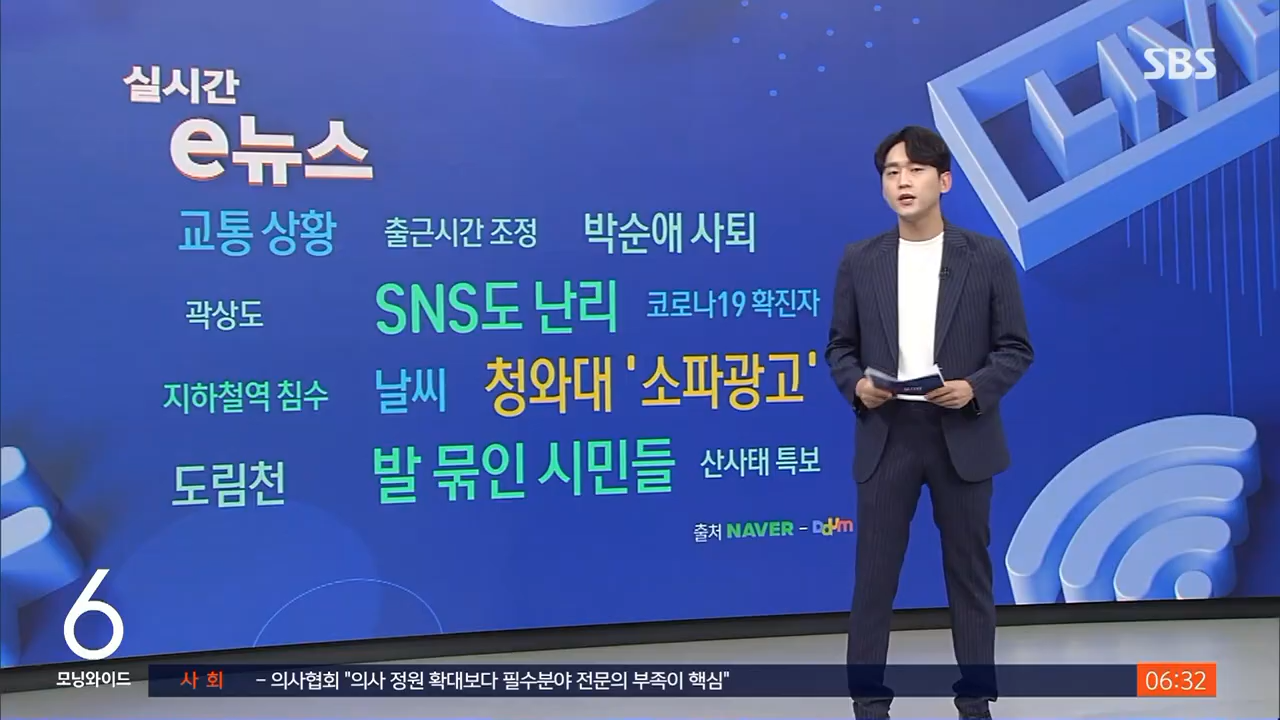 실시간
e뉴스
SBS
LIVE
교통 상황 출근시간 조정 박순애 사퇴
곽상도 SNS도 난리 코로나19 확진자
지하철역 침수 날씨 청와대 '소파광고'
도림천 발 묶인 시민들 산사태 특보
출처 NAVER - Daum
6
모닝와이드
사 회 - 의사협회 "의사 정원 확대보다 필수분야 전문의 부족이 핵심" 06:32